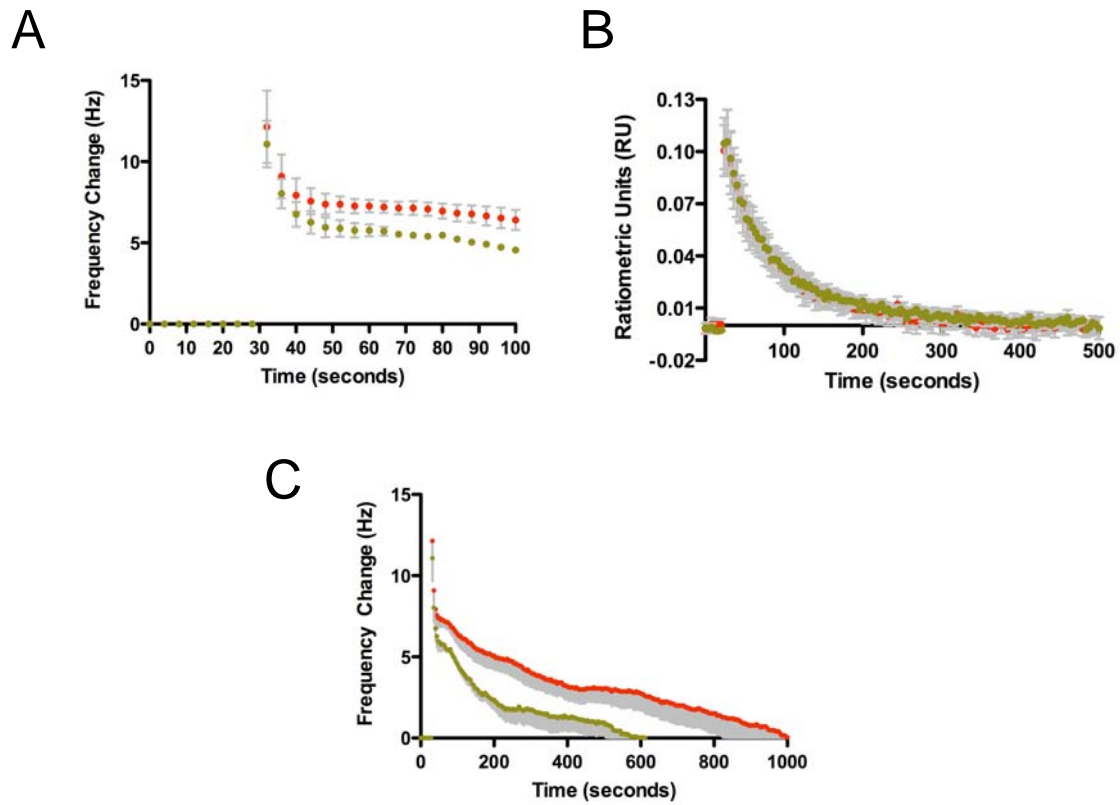 A
Frequency Change (Hz)
15
10
5
0
0 10 20 30 40 50 60 70 80 90 100
Time (seconds)
B
Ratiometric Units (RU)
0.13
0.10
0.07
0.04
0.01
-0.02
100 200 300 400 500
Time (seconds)
C
Frequency Change (Hz)
15
10
5
0
0 200 400 600 800 1000
Time (seconds)